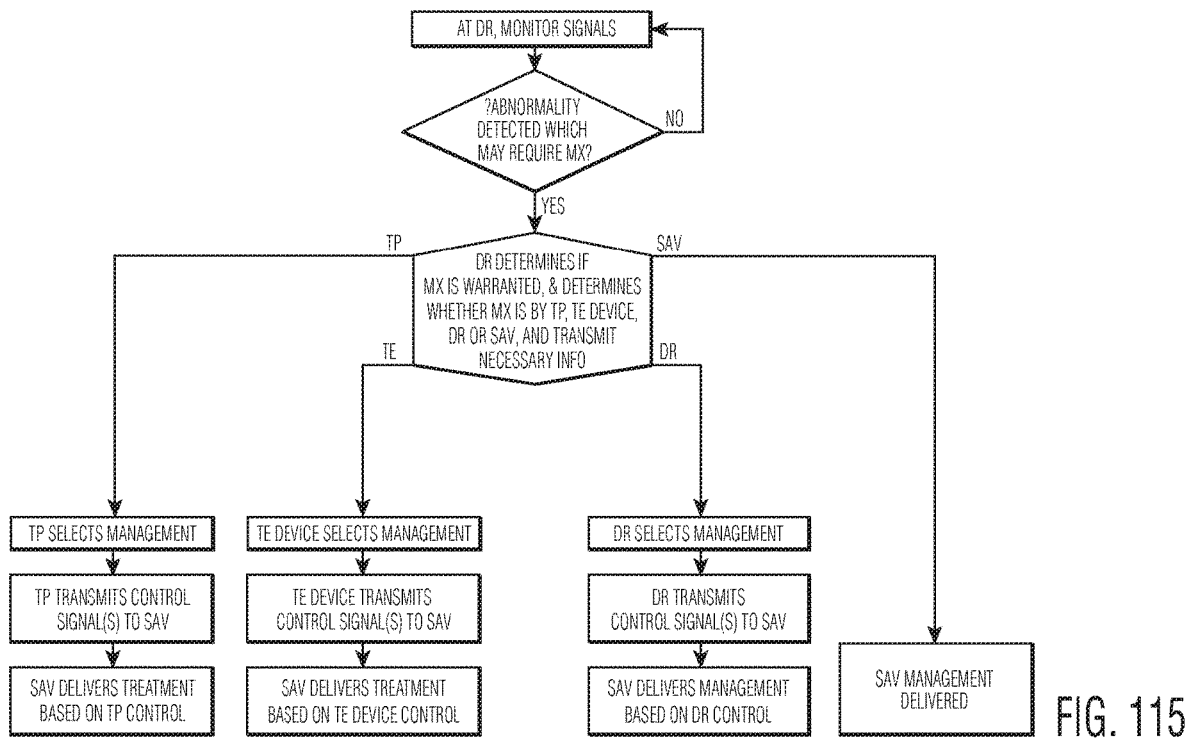 AT DR, MONITOR SIGNALS
?ABNORMALITY
DETECTED WHICH
MAY REQUIRE MX?
NO
YES
TP
SAV
DR DETERMINES IF
MX IS WARRANTED, & DETERMINES
WHETHER MX IS BY TP, TE DEVICE,
DR OR SAV, AND TRANSMIT
NECESSARY INFO
TE
DR
TP SELECTS MANAGEMENT
TE DEVICE SELECTS MANAGEMENT
DR SELECTS MANAGEMENT
TP TRANSMITS CONTROL
SIGNAL(S) TO SAV
TE DEVICE TRANSMITS
CONTROL SIGNAL(S) TO SAV
DR TRANSMITS
CONTROL SIGNAL(S) TO SAV
SAV DELIVERS TREATMENT
BASED ON TP CONTROL
SAV DELIVERS TREATMENT
BASED ON TE DEVICE CONTROL
SAV DELIVERS MANAGEMENT
BASED ON DR CONTROL
SAV MANAGEMENT
DELIVERED
FIG. 115